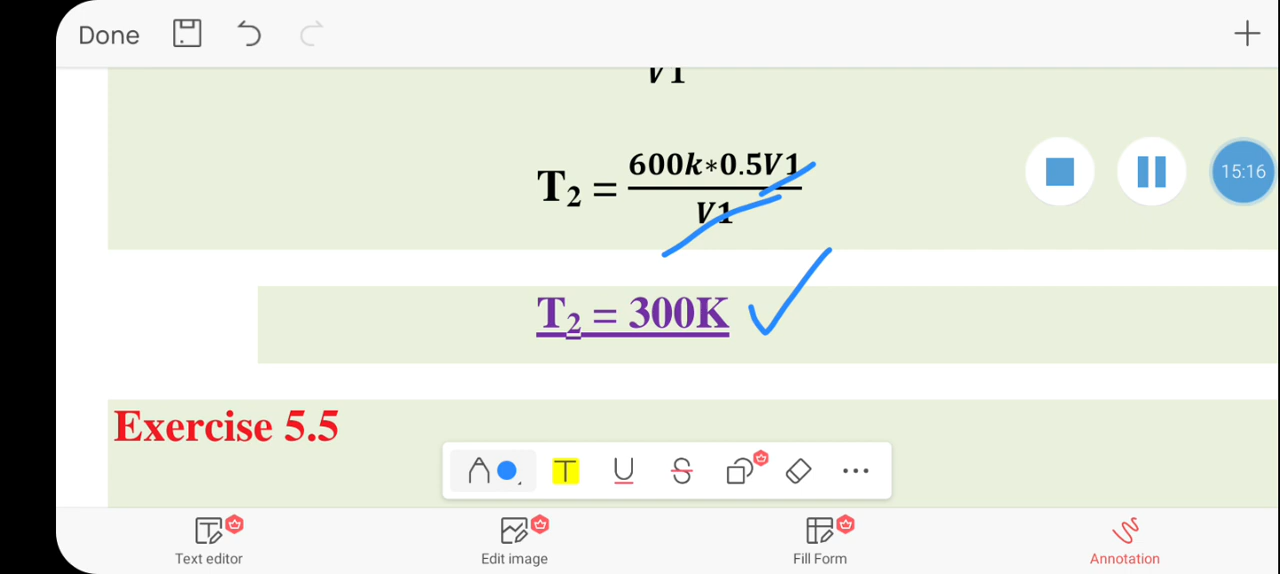 Done
V1
T₂ = 600k*0.5V1 / V1
15:16
T₂ = 300K
Exercise 5.5
T U S
Text editor
Edit image
Fill Form
Annotation